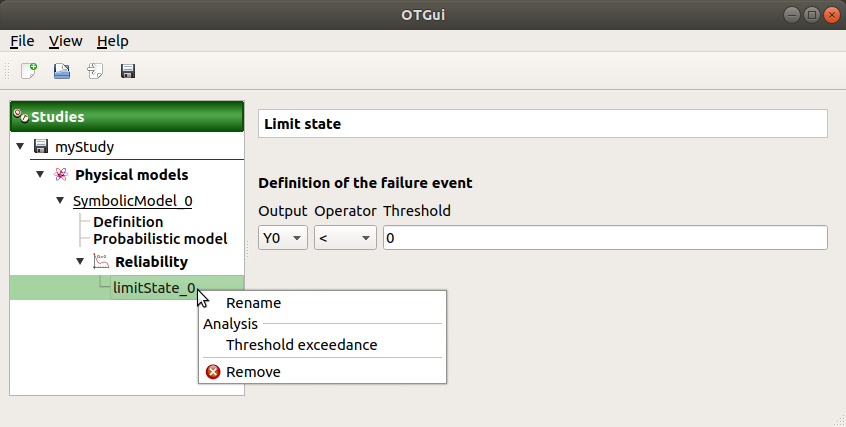 OTGui
File View Help
Studies
myStudy
Physical models
SymbolicModel_0
Definition
Probabilistic model
Reliability
limitState_0
Limit state
Definition of the failure event
Output Operator Threshold
Y0 < 0
Rename
Analysis
Threshold exceedance
Remove